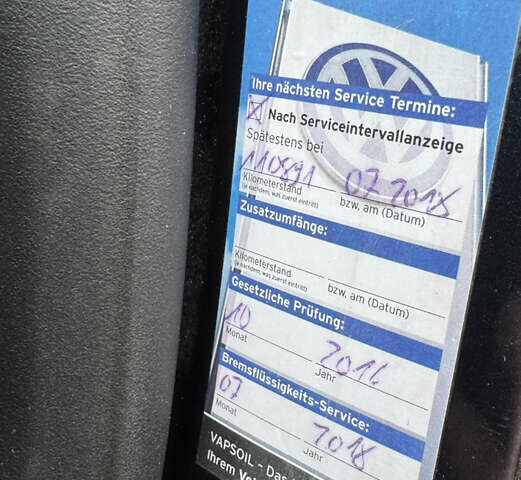 Ihre nächsten Service Termine:
☒ Nach Serviceintervallanzeige
Spätestens bei
110891 07 2018
Kilometerstand bzw. am (Datum)
(je nachdem, was zuerst eintritt)
Zusatzumfänge:
Kilometerstand bzw. am (Datum)
(je nachdem, was zuerst eintritt)
Gesetzliche Prüfung:
10 2016
Monat Jahr
Bremsflüssigkeits-Service:
07 2018
Monat Jahr
VAPSOIL - Das
Ihrem